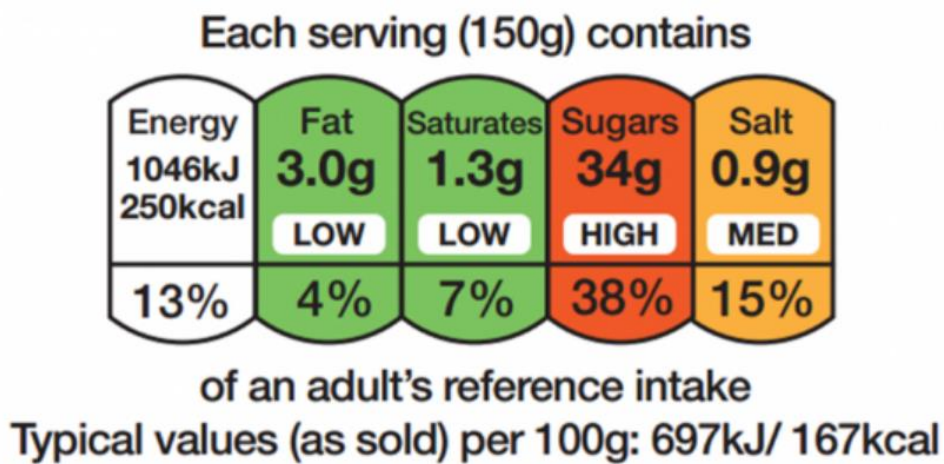 Each serving (150g) contains
Energy Fat Saturates Sugars Salt
1046kJ 3.0g 1.3g 34g 0.9g
250kcal
LOW LOW HIGH MED
13% 4% 7% 38% 15%
of an adult's reference intake
Typical values (as sold) per 100g: 697kJ/ 167kcal